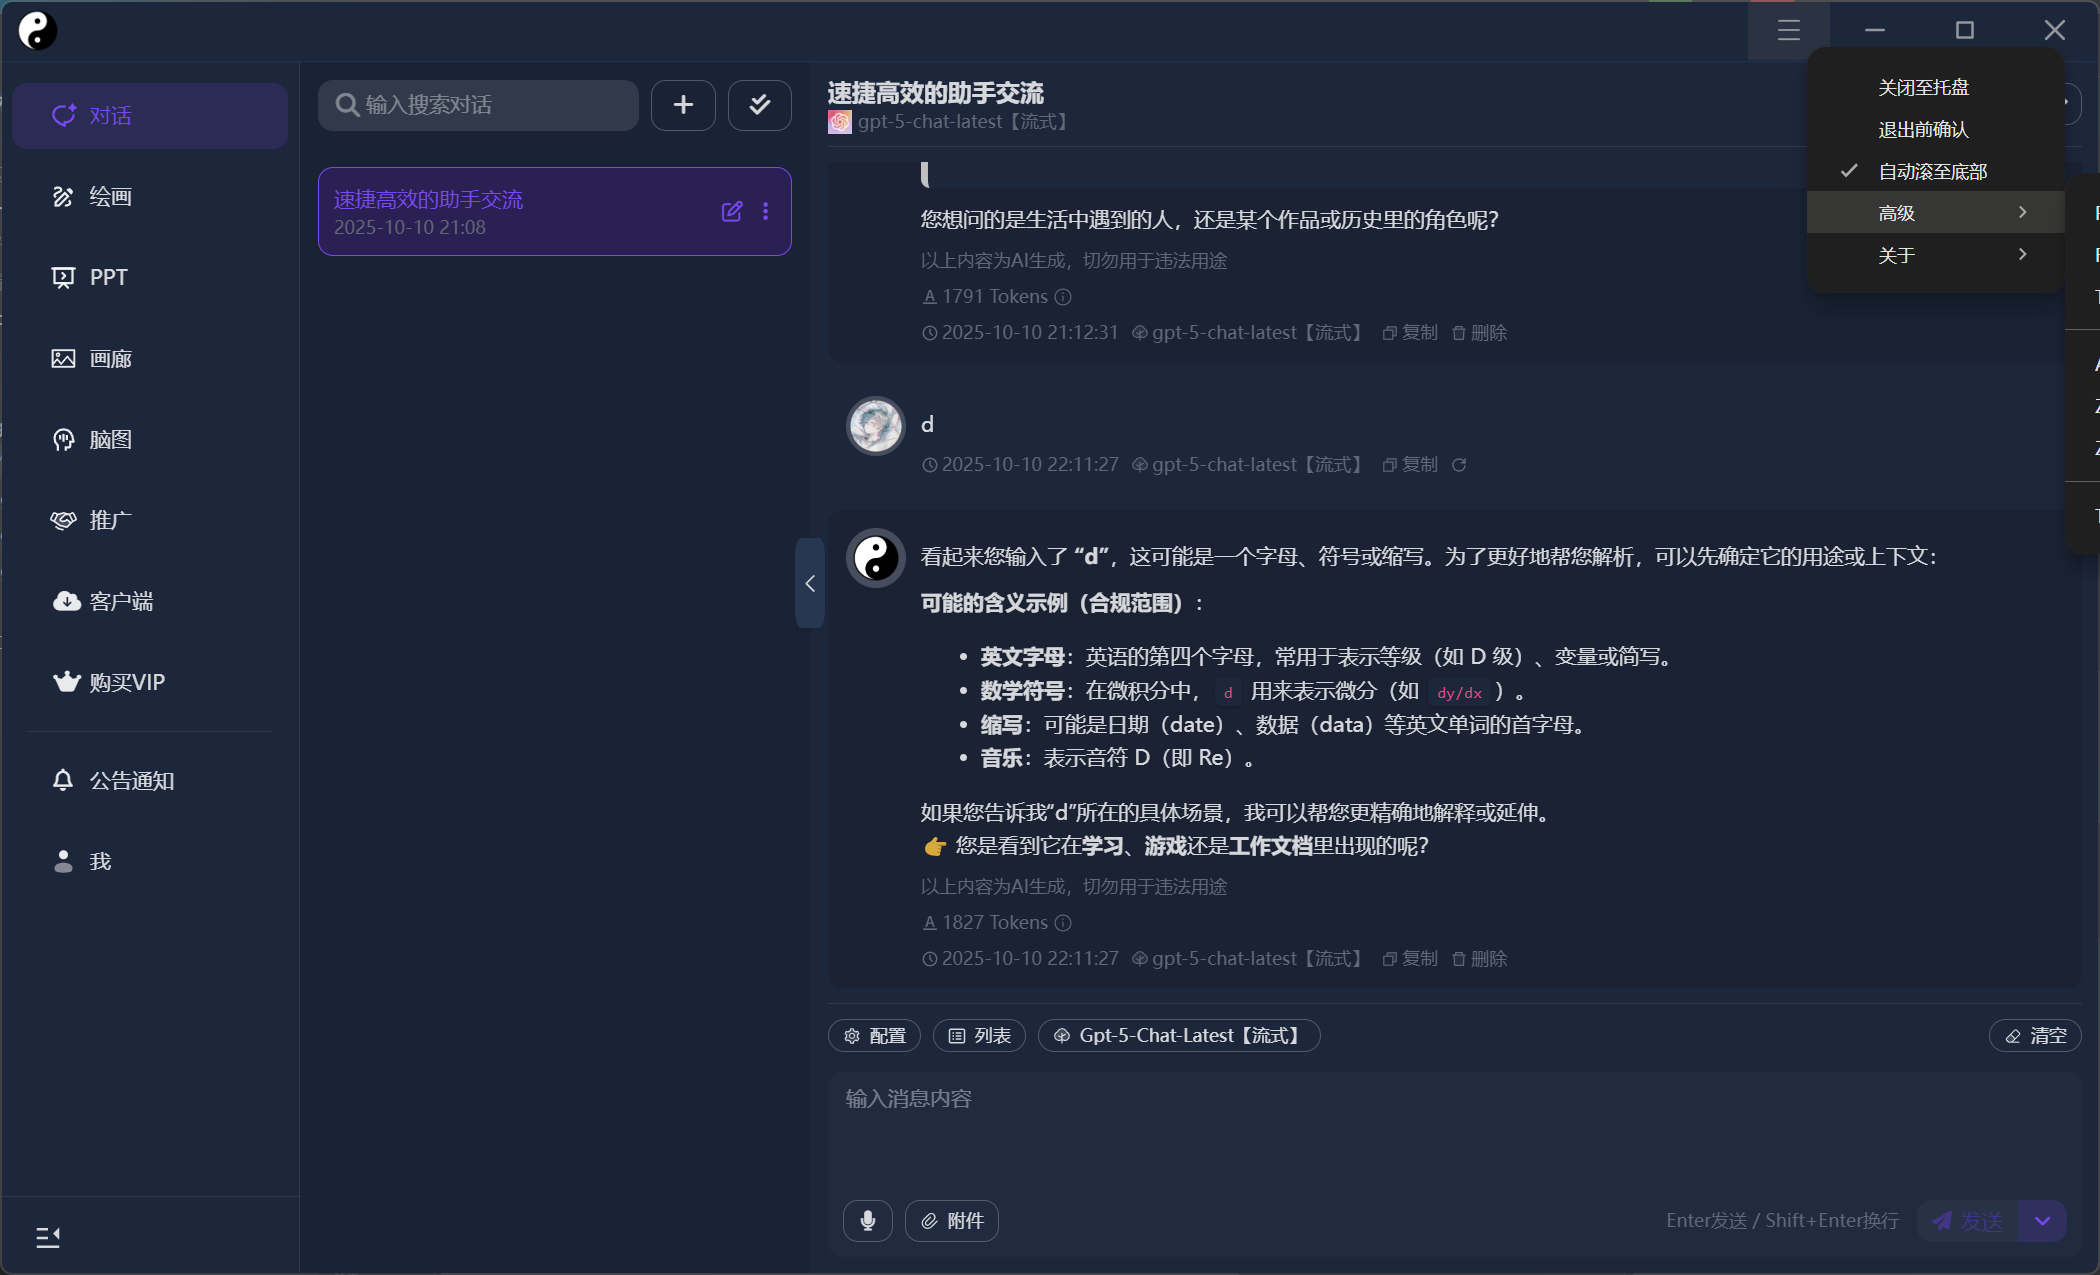 对话
绘画
PPT
画廊
脑图
推广
客户端
购买VIP
公告通知
我
输入搜索对话
速捷高效的助手交流
2025-10-10 21:08
速捷高效的助手交流
gpt-5-chat-latest【流式】
您想问的是生活中遇到的人，还是某个作品或历史里的角色呢？
以上内容为AI生成，切勿用于违法用途
1791 Tokens
2025-10-10 21:12:31 gpt-5-chat-latest【流式】 复制 删除
d
2025-10-10 22:11:27 gpt-5-chat-latest【流式】 复制
看起来您输入了 “d”，这可能是一个字母、符号或缩写。为了更好地帮您解析，可以先确定它的用途或上下文：
可能的含义示例（合规范围）：
• 英文字母：英语的第四个字母，常用于表示等级（如 D 级）、变量或简写。
• 数学符号：在微积分中， d 用来表示微分（如 dy/dx ）。
• 缩写：可能是日期（date）、数据（data）等英文单词的首字母。
• 音乐：表示音符 D（即 Re）。
如果您告诉我“d”所在的具体场景，我可以帮您更精确地解释或延伸。
👉 您是看到它在学习、游戏还是工作文档里出现的呢？
以上内容为AI生成，切勿用于违法用途
1827 Tokens
2025-10-10 22:11:27 gpt-5-chat-latest【流式】 复制 删除
配置
列表
Gpt-5-Chat-Latest【流式】
清空
输入消息内容
附件
Enter发送 / Shift+Enter换行
发送
关闭至托盘
退出前确认
自动滚至底部
高级
关于